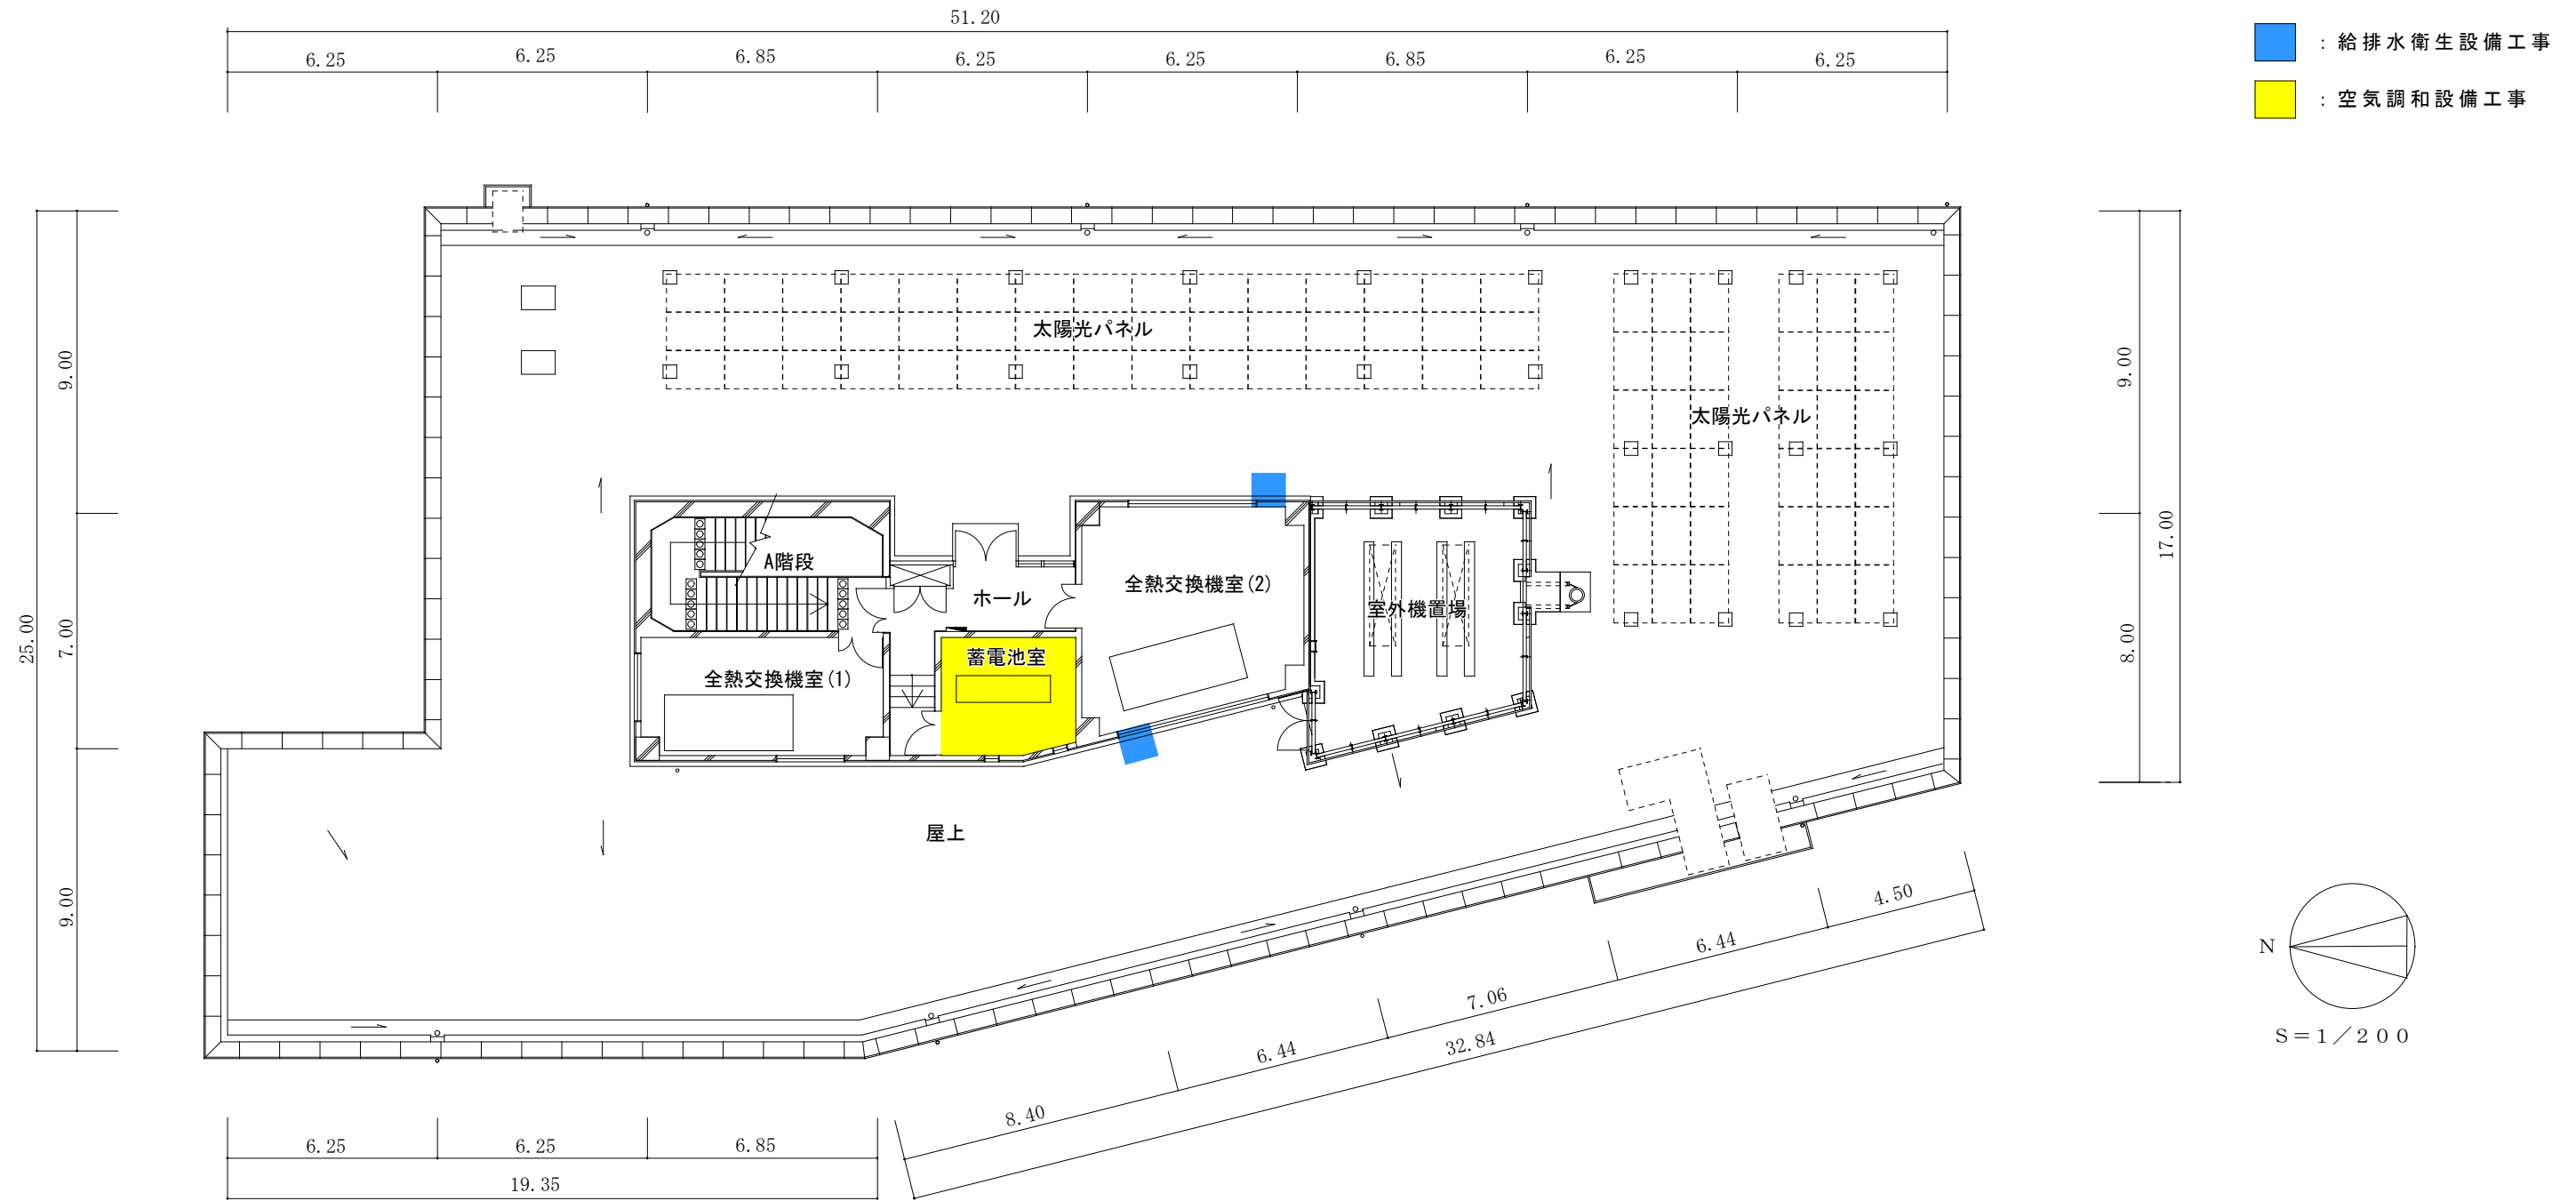 51.20
6.25
6.25
6.85
6.25
6.25
6.85
6.25
6.25
：給排水衛生設備工事
：空気調和設備工事
太陽光パネル
太陽光パネル
9.00
7.00
9.00
25.00
9.00
8.00
17.00
A階段
ホール
全熱交換機室(2)
室外機置場
蓄電池室
全熱交換機室(1)
屋上
N
S＝1／200
4.50
6.44
7.06
6.44
8.40
32.84
6.25
6.25
6.85
19.35